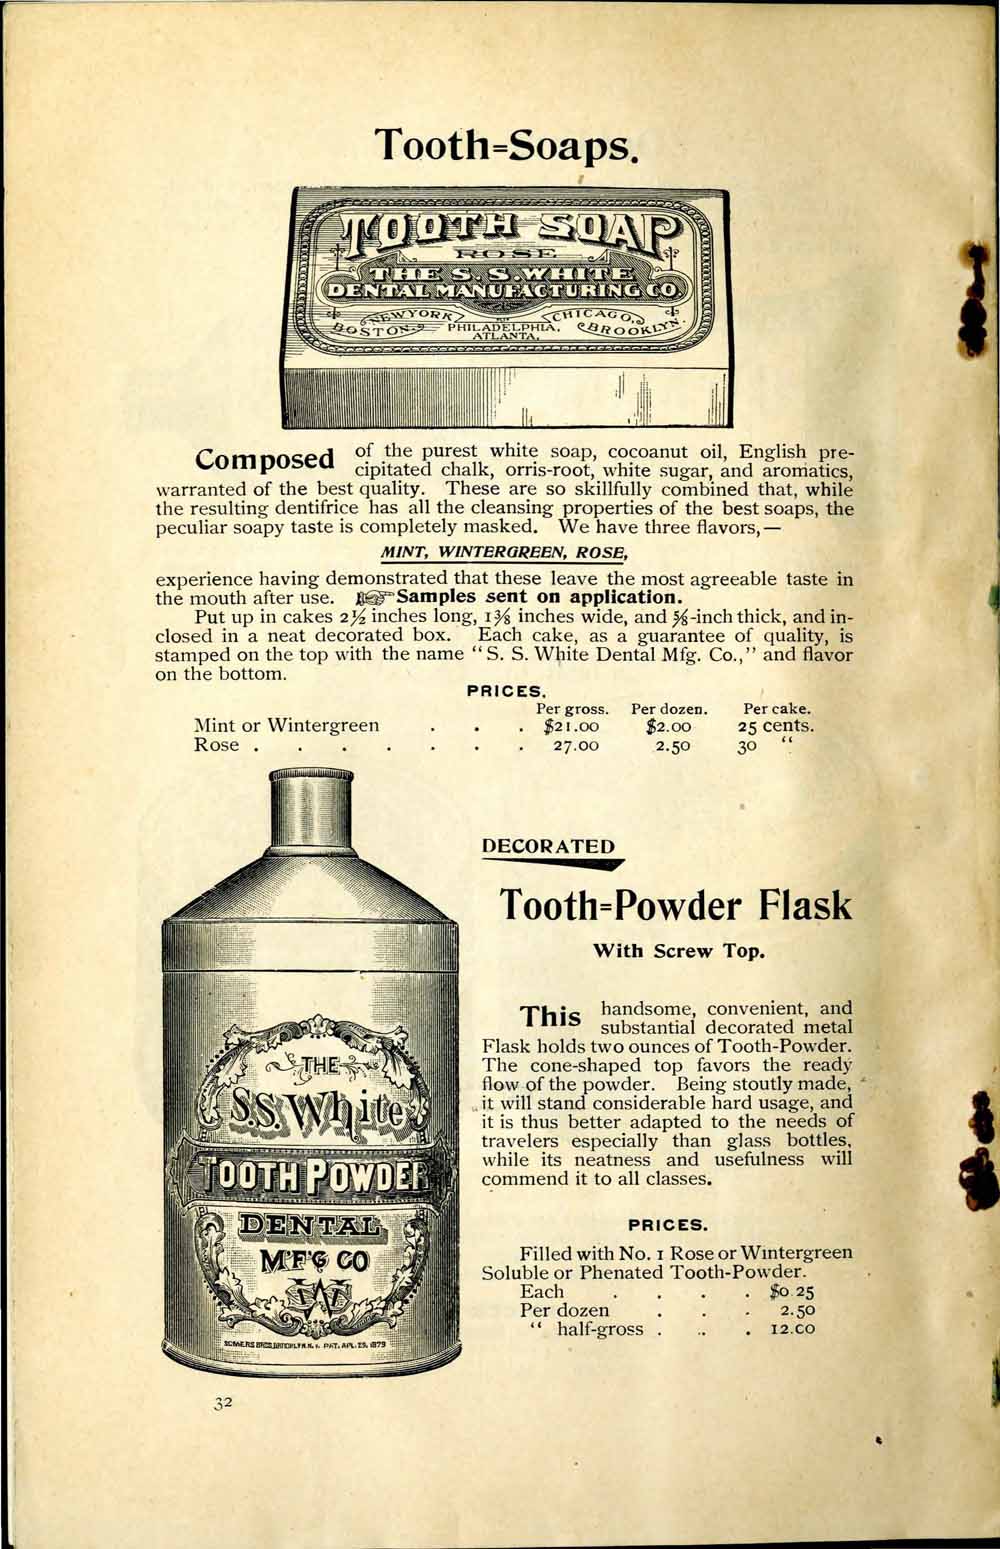 Tooth=Soaps.
TOOTH SOAP
ROSE
THE S. S. WHITE
DENTAL MANUFACTURING CO
NEW YORK, CHICAGO,
BOSTON, PHILADELPHIA, BROOKLYN.
ATLANTA.
Composed of the purest white soap, cocoanut oil, English pre-
cipitated chalk, orris-root, white sugar, and aromatics,
warranted of the best quality. These are so skillfully combined that, while
the resulting dentifrice has all the cleansing properties of the best soaps, the
peculiar soapy taste is completely masked. We have three flavors,—
MINT, WINTERGREEN, ROSE,
experience having demonstrated that these leave the most agreeable taste in
the mouth after use. ☞Samples sent on application.
Put up in cakes 2½ inches long, 1⅜ inches wide, and ⅝-inch thick, and in-
closed in a neat decorated box. Each cake, as a guarantee of quality, is
stamped on the top with the name “S. S. White Dental Mfg. Co.,” and flavor
on the bottom.
PRICES.
Per gross. Per dozen. Per cake.
Mint or Wintergreen . . . $21.00 $2.00 25 cents.
Rose . . . . . . . . 27.00 2.50 30 “
DECORATED
Tooth=Powder Flask
With Screw Top.
This handsome, convenient, and
substantial decorated metal
Flask holds two ounces of Tooth-Powder.
The cone-shaped top favors the ready
flow of the powder. Being stoutly made,
it will stand considerable hard usage, and
it is thus better adapted to the needs of
travelers especially than glass bottles,
while its neatness and usefulness will
commend it to all classes.
PRICES.
Filled with No. 1 Rose or Wintergreen
Soluble or Phenated Tooth-Powder.
Each . . . . $0.25
Per dozen . . . 2.50
“ half-gross . . . 12.00
THE
S.S. White
TOOTH POWDER
DENTAL
M'F'G CO
SOMERS BROS. BROOKLYN N. Y. PAT. APL. 29, 1879
32